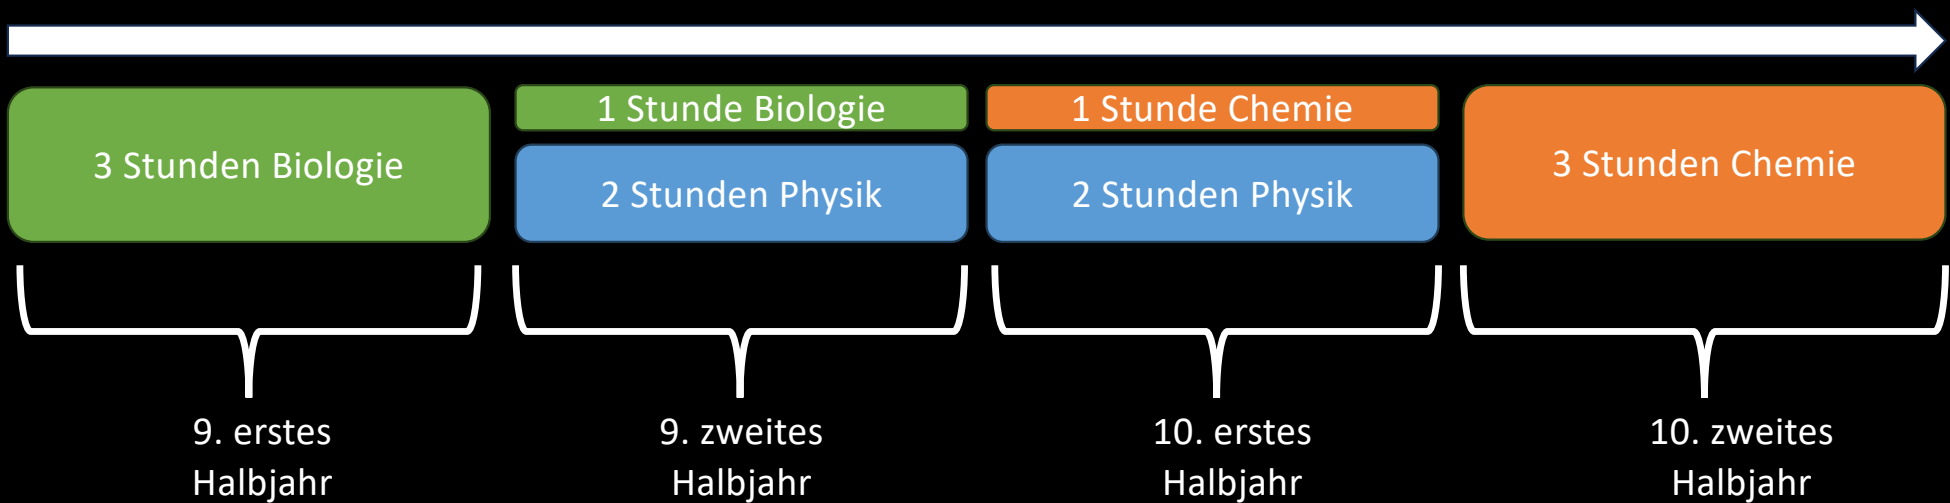 3 Stunden Biologie
1 Stunde Biologie
2 Stunden Physik
1 Stunde Chemie
2 Stunden Physik
3 Stunden Chemie
9. erstes
Halbjahr
9. zweites
Halbjahr
10. erstes
Halbjahr
10. zweites
Halbjahr